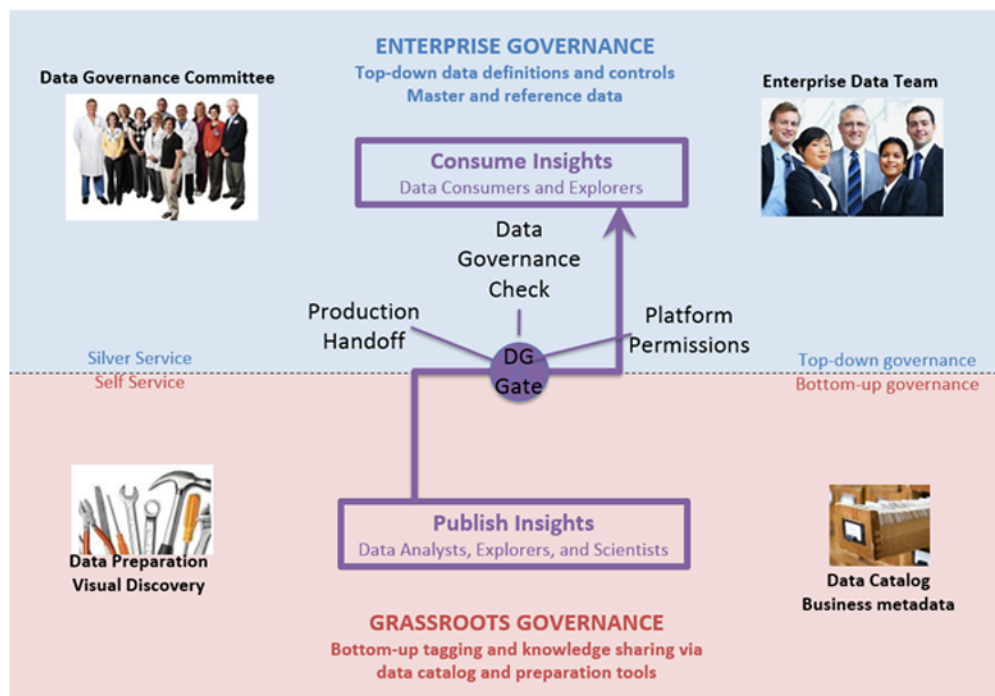 ENTERPRISE GOVERNANCE
Top-down data definitions and controls
Master and reference data
Data Governance Committee
Enterprise Data Team
Consume Insights
Data Consumers and Explorers
Data
Governance
Check
Production
Handoff
Platform
Permissions
DG
Gate
Silver Service
Self Service
Top-down governance
Bottom-up governance
Publish Insights
Data Analysts, Explorers, and Scientists
Data Preparation
Visual Discovery
Data Catalog
Business metadata
GRASSROOTS GOVERNANCE
Bottom-up tagging and knowledge sharing via
data catalog and preparation tools